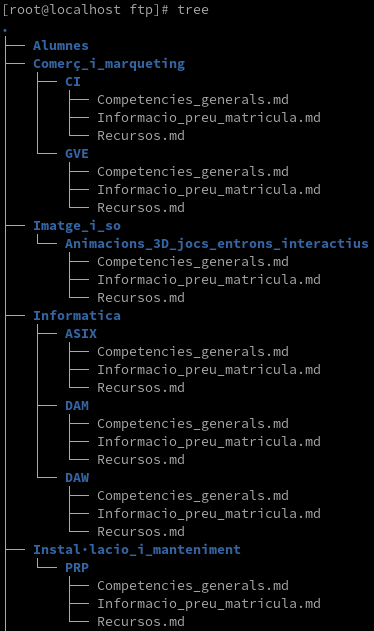 [root@localhost ftp]# tree
.
├── Alumnes
├── Comerç_i_marqueting
│   ├── CI
│   │   ├── Competencies_generals.md
│   │   ├── Informacio_preu_matricula.md
│   │   └── Recursos.md
│   └── GVE
│       ├── Competencies_generals.md
│       ├── Informacio_preu_matricula.md
│       └── Recursos.md
├── Imatge_i_so
│   └── Animacions_3D_jocs_entrons_interactius
│       ├── Competencies_generals.md
│       ├── Informacio_preu_matricula.md
│       └── Recursos.md
├── Informatica
│   ├── ASIX
│   │   ├── Competencies_generals.md
│   │   ├── Informacio_preu_matricula.md
│   │   └── Recursos.md
│   ├── DAM
│   │   ├── Competencies_generals.md
│   │   ├── Informacio_preu_matricula.md
│   │   └── Recursos.md
│   └── DAW
│       ├── Competencies_generals.md
│       ├── Informacio_preu_matricula.md
│       └── Recursos.md
├── Instal·lacio_i_manteniment
│   └── PRP
│       ├── Competencies_generals.md
│       ├── Informacio_preu_matricula.md
│       └── Recursos.md